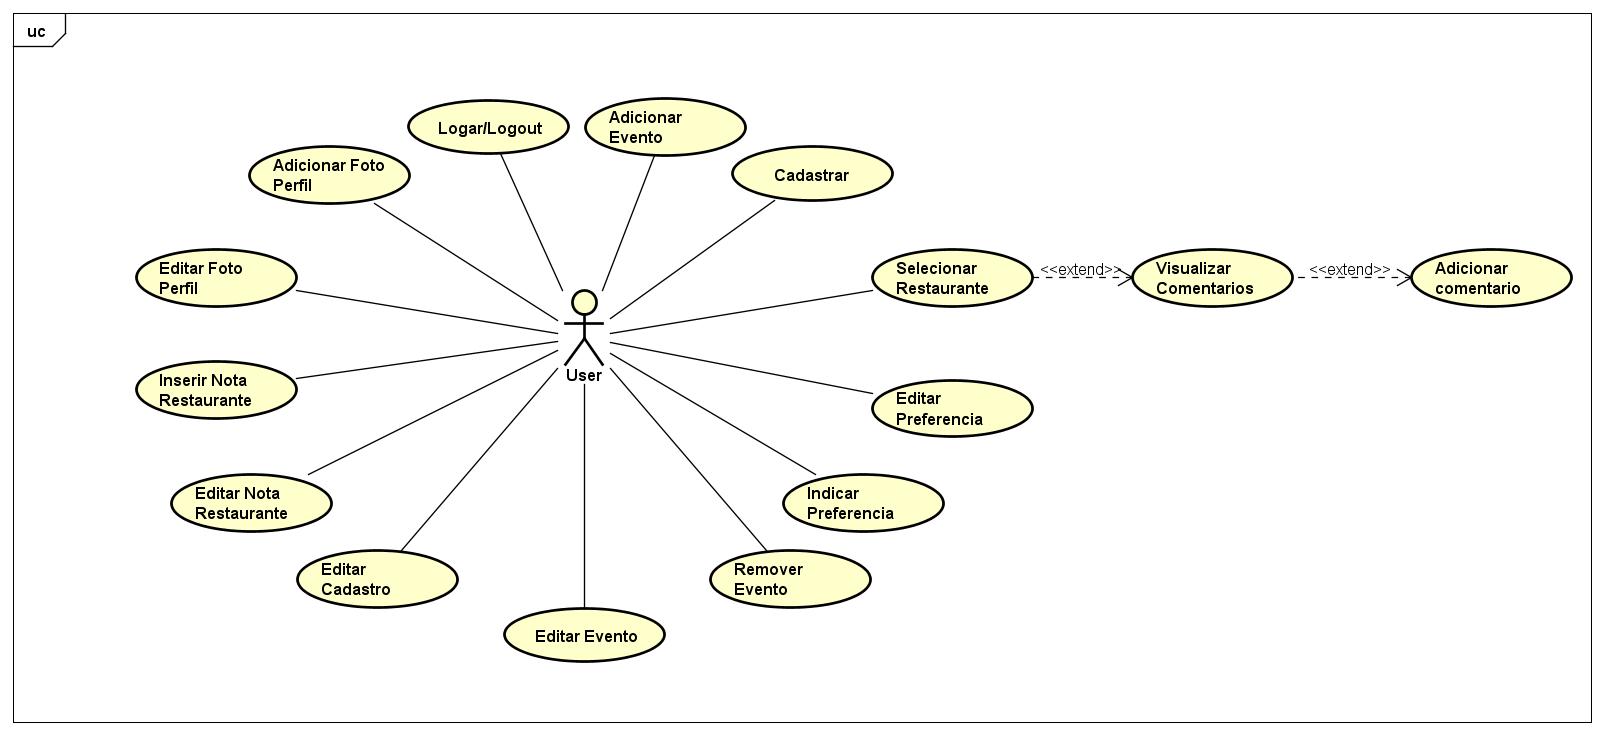 uc
Logar/Logout
Adicionar
Evento
Adicionar Foto
Perfil
Cadastrar
Editar Foto
Perfil
Selecionar
Restaurante
<<extend>>
Visualizar
Comentarios
<<extend>>
Adicionar
comentario
User
Inserir Nota
Restaurante
Editar
Preferencia
Editar Nota
Restaurante
Indicar
Preferencia
Editar
Cadastro
Remover
Evento
Editar Evento